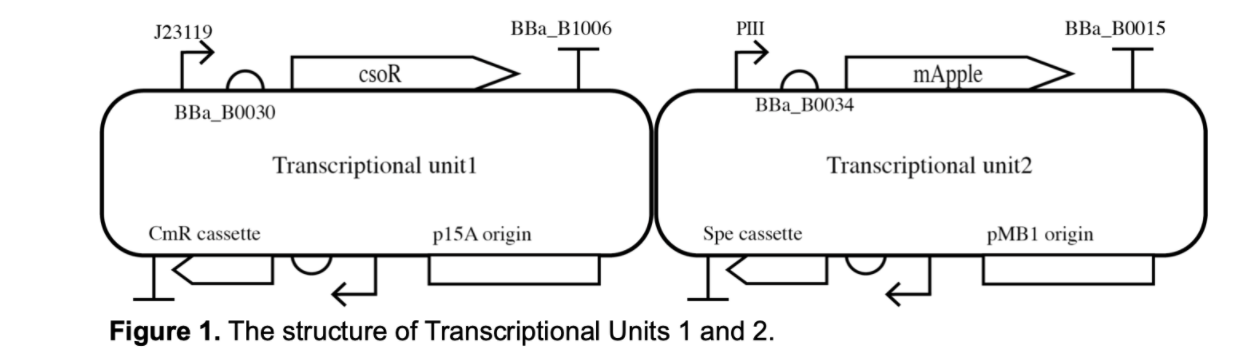 J23119
BBa_B1006
PIII
BBa_B0015
csoR
mApple
BBa_B0030
BBa_B0034
Transcriptional unit1
Transcriptional unit2
CmR cassette
p15A origin
Spe cassette
pMB1 origin
Figure 1. The structure of Transcriptional Units 1 and 2.